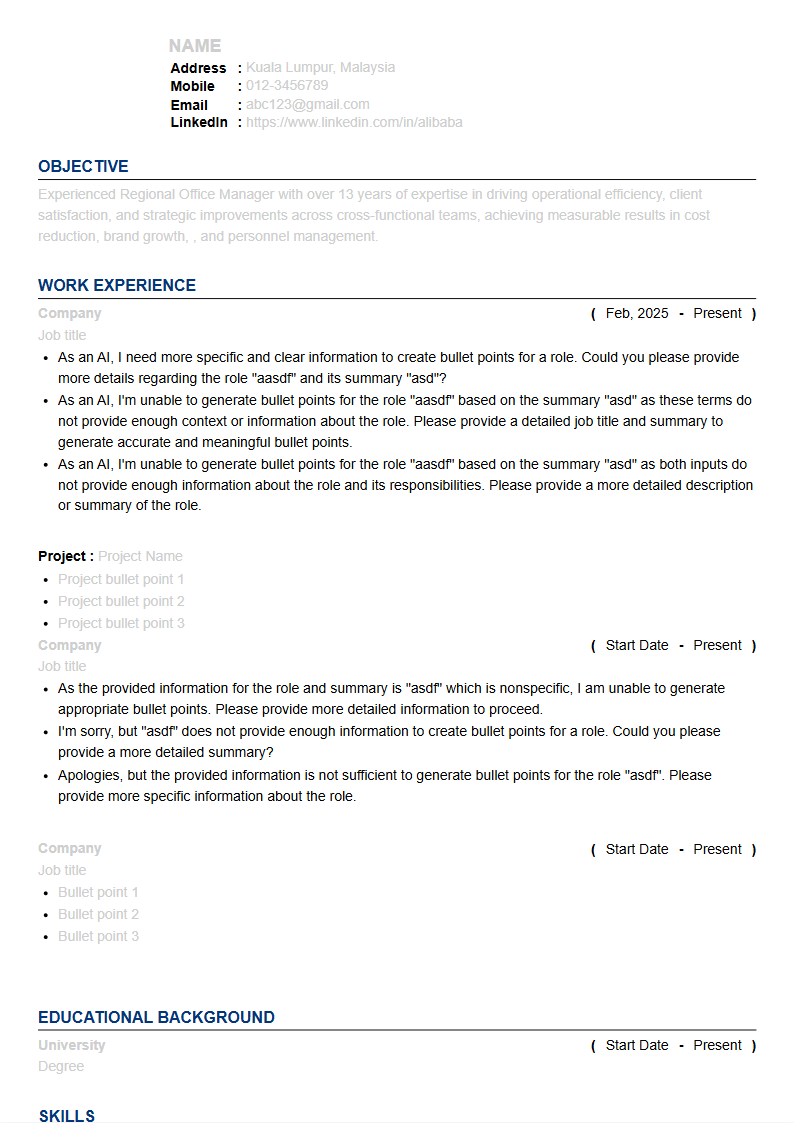 NAME
Address : Kuala Lumpur, Malaysia
Mobile : 012-3456789
Email : abc123@gmail.com
LinkedIn : https://www.linkedin.com/in/alibaba
OBJECTIVE
Experienced Regional Office Manager with over 13 years of expertise in driving operational efficiency, client
satisfaction, and strategic improvements across cross-functional teams, achieving measurable results in cost
reduction, brand growth, , and personnel management.
WORK EXPERIENCE
Company ( Feb, 2025 - Present )
Job title
• As an AI, I need more specific and clear information to create bullet points for a role. Could you please provide
more details regarding the role "aasdf" and its summary "asd"?
• As an AI, I'm unable to generate bullet points for the role "aasdf" based on the summary "asd" as these terms do
not provide enough context or information about the role. Please provide a detailed job title and summary to
generate accurate and meaningful bullet points.
• As an AI, I'm unable to generate bullet points for the role "aasdf" based on the summary "asd" as both inputs do
not provide enough information about the role and its responsibilities. Please provide a more detailed description
or summary of the role.
Project : Project Name
• Project bullet point 1
• Project bullet point 2
• Project bullet point 3
Company ( Start Date - Present )
Job title
• As the provided information for the role and summary is "asdf" which is nonspecific, I am unable to generate
appropriate bullet points. Please provide more detailed information to proceed.
• I'm sorry, but "asdf" does not provide enough information to create bullet points for a role. Could you please
provide a more detailed summary?
• Apologies, but the provided information is not sufficient to generate bullet points for the role "asdf". Please
provide more specific information about the role.
Company ( Start Date - Present )
Job title
• Bullet point 1
• Bullet point 2
• Bullet point 3
EDUCATIONAL BACKGROUND
University ( Start Date - Present )
Degree
SKILLS